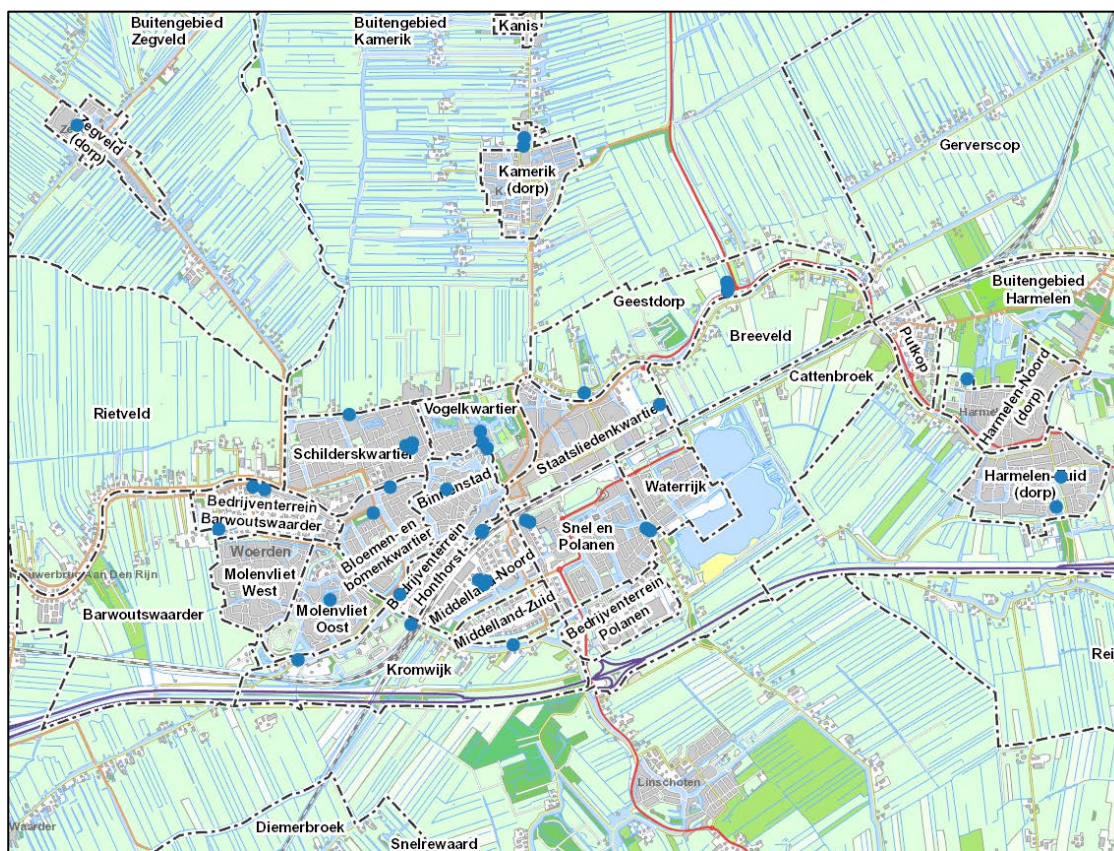 Buitengebied
Zegveld
Buitengebied
Kamerik
Kanis
Zegveld
(dorp)
Kamerik
(dorp)
Gerverscop
Geestdorp
Buitengebied
Harmelen
Breeveld
Putkop
Cattenbroek
Rietveld
Vogelkwartier
Harmelen-Noord
(dorp)
Staatsliedenkwartier
Schilderskwartier
Binnenstad
Waterrijk
Harmelen-Zuid
(dorp)
Bedrijventerrein
Barwoutswaarder
Snel en
Polanen
Bloemen- en
bomenkwartier
Woerden
Bedrijventerrein
Honthorst
Molenvliet
West
Middelland-Noord
Molenvliet
Oost
Middelland-Zuid
Barwoutswaarder
Bedrijventerrein
Polanen
Kromwijk
Linschoten
Waarder
Diemerbroek
Snelrewaard